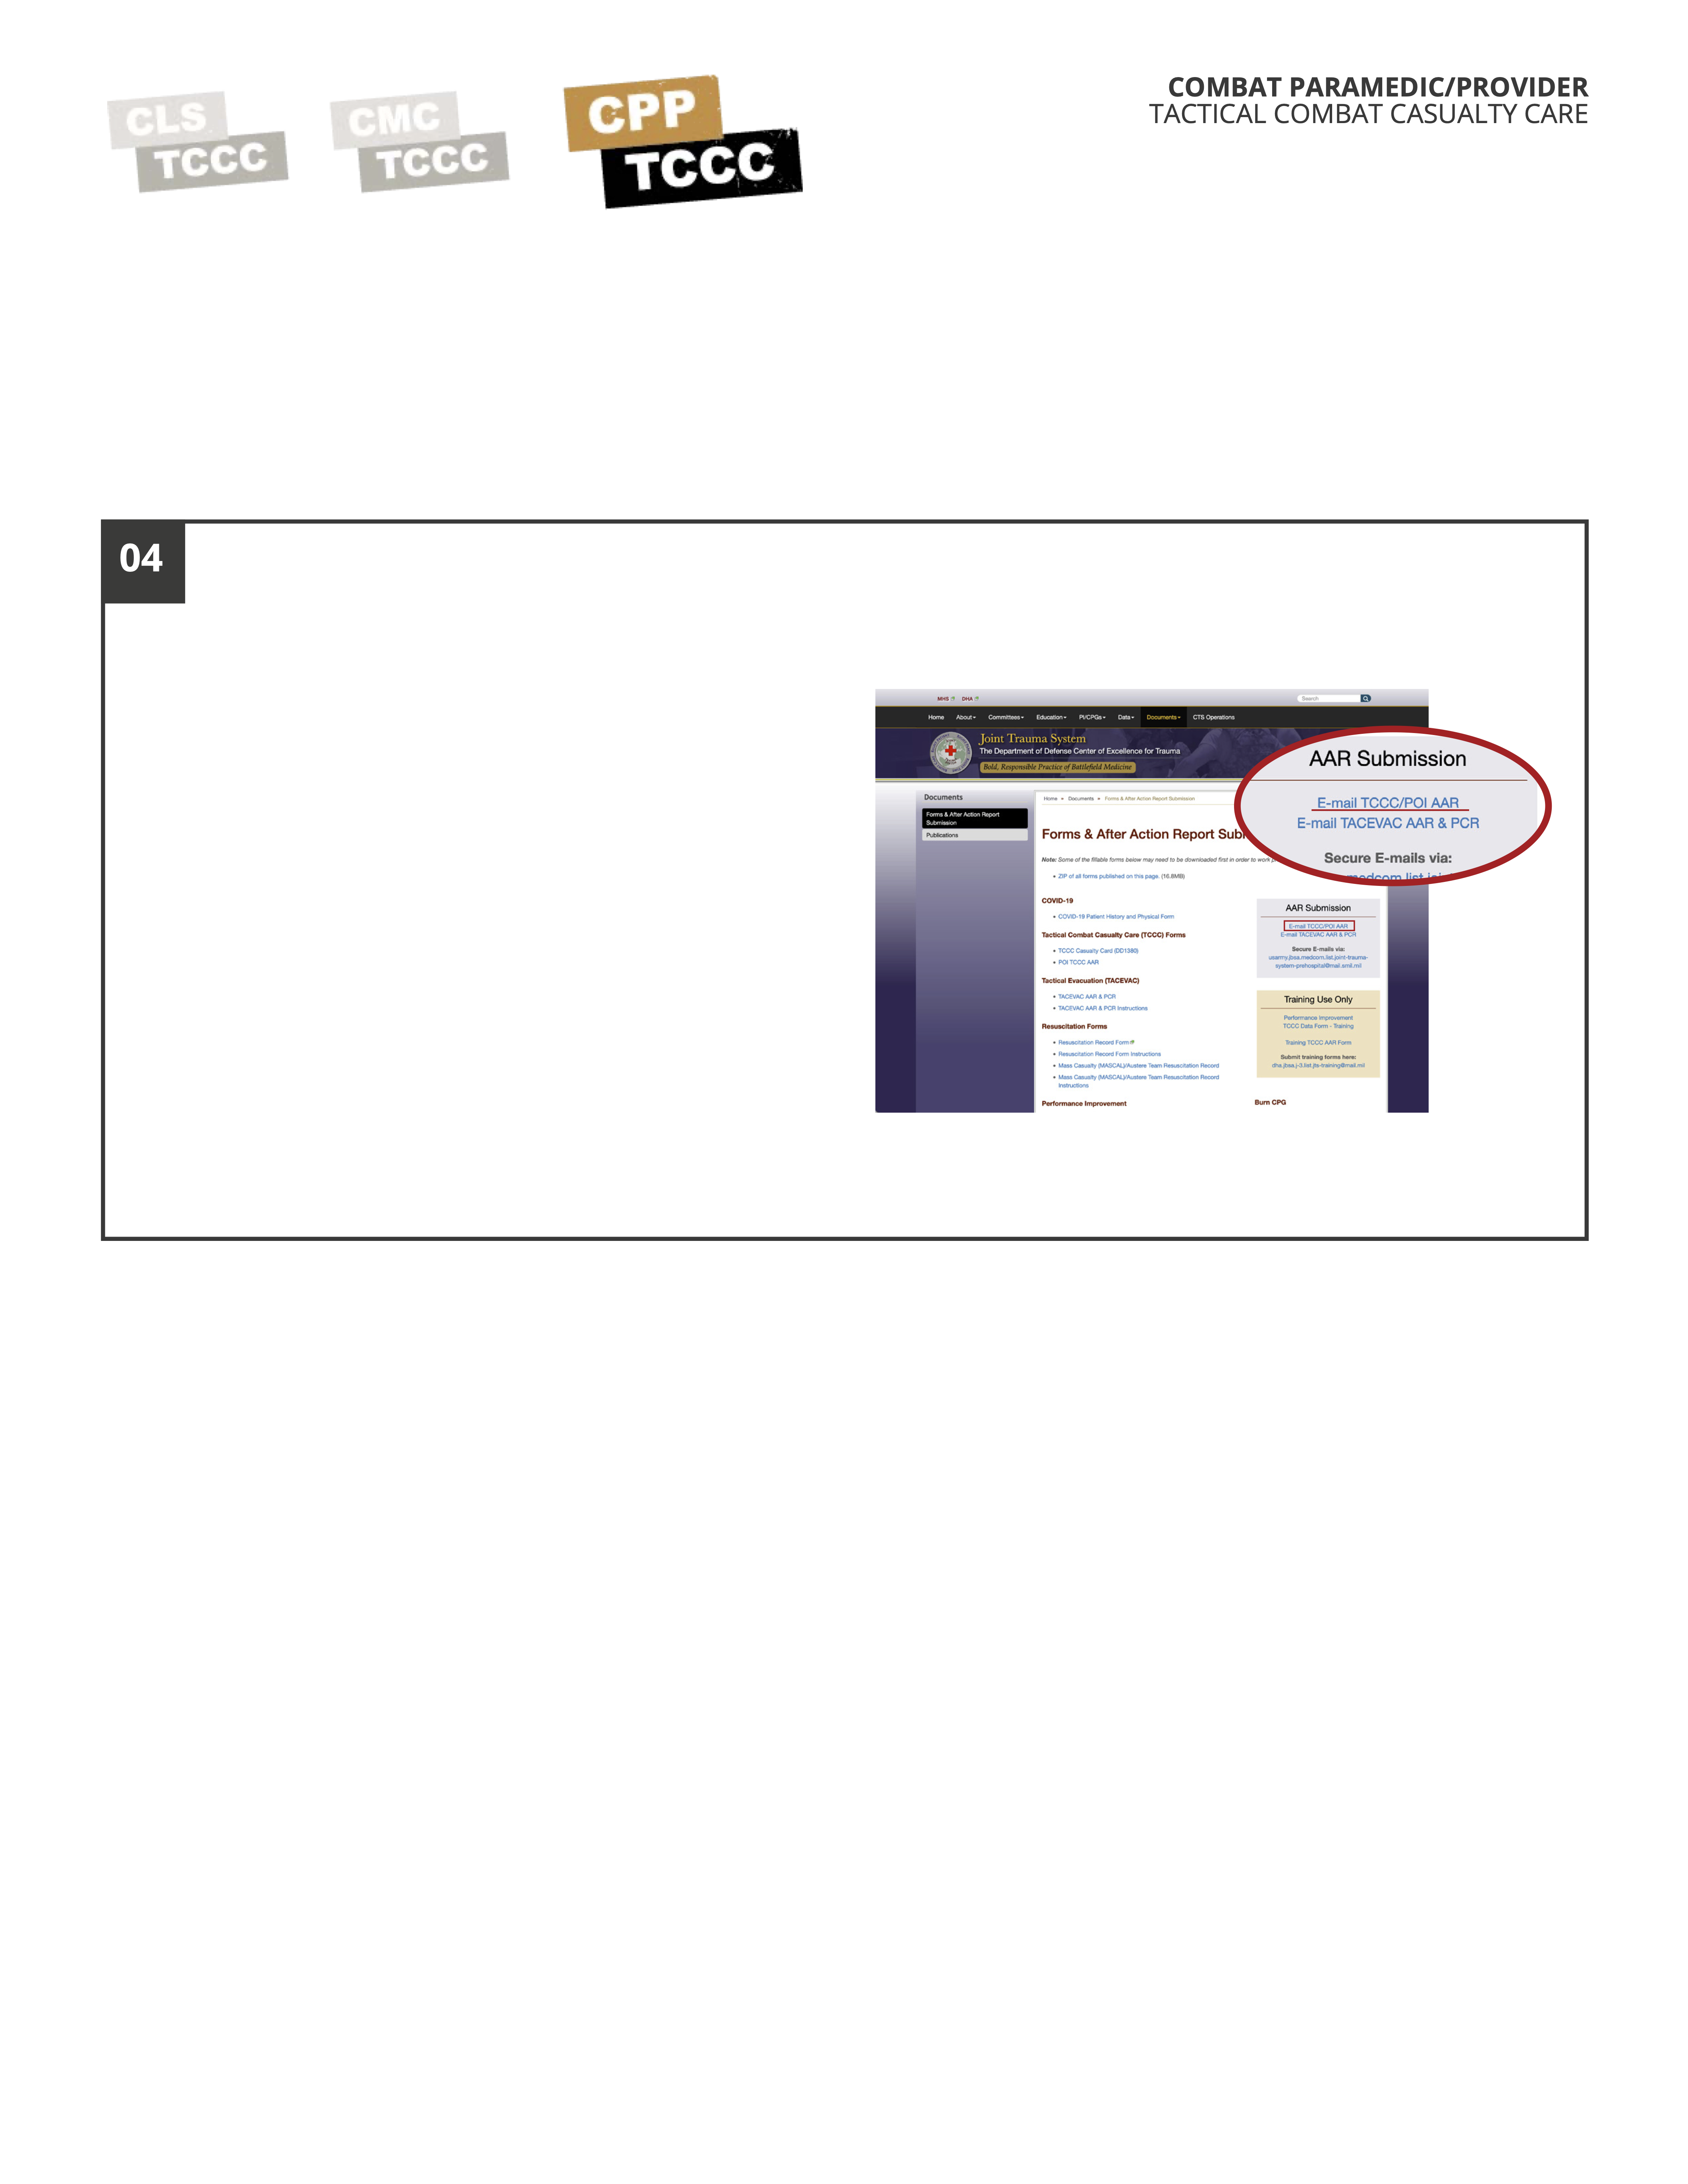 CLS
TCCC
CMC
TCCC
CPP
TCCC
COMBAT PARAMEDIC/PROVIDER
TACTICAL COMBAT CASUALTY CARE
04
MHS DHA
Search
Home About Committees Education PI/CPGs Data Documents CTS Operations
Joint Trauma System
The Department of Defense Center of Excellence for Trauma
Bold, Responsible Practice of Battlefield Medicine
Documents
Forms & After Action Report
Submission
Publications
Home » Documents » Forms & After Action Report Submission
Forms & After Action Report Sub
Note: Some of the fillable forms below may need to be downloaded first in order to work
• ZIP of all forms published on this page. (16.8MB)
COVID-19
• COVID-19 Patient History and Physical Form
Tactical Combat Casualty Care (TCCC) Forms
• TCCC Casualty Card (DD1380)
• POI TCCC AAR
Tactical Evacuation (TACEVAC)
• TACEVAC AAR & PCR
• TACEVAC AAR & PCR Instructions
Resuscitation Forms
• Resuscitation Record Form
• Resuscitation Record Form Instructions
• Mass Casualty (MASCAL)/Austere Team Resuscitation Record
• Mass Casualty (MASCAL)/Austere Team Resuscitation Record
Instructions
Performance Improvement
AAR Submission
E-mail TCCC/POI AAR
E-mail TACEVAC AAR & PCR
Secure E-mails via:
medcom.list
AAR Submission
E-mail TCCC/POI AAR
E-mail TACEVAC AAR & PCR
Secure E-mails via:
usarmy.jbsa.medcom.list.joint-trauma-
system-prehospital@mail.smil.mil
Training Use Only
Performance Improvement
TCCC Data Form - Training
Training TCCC AAR Form
Submit training forms here:
dha.jbsa.j-3.list.jts-training@mail.mil
Burn CPG